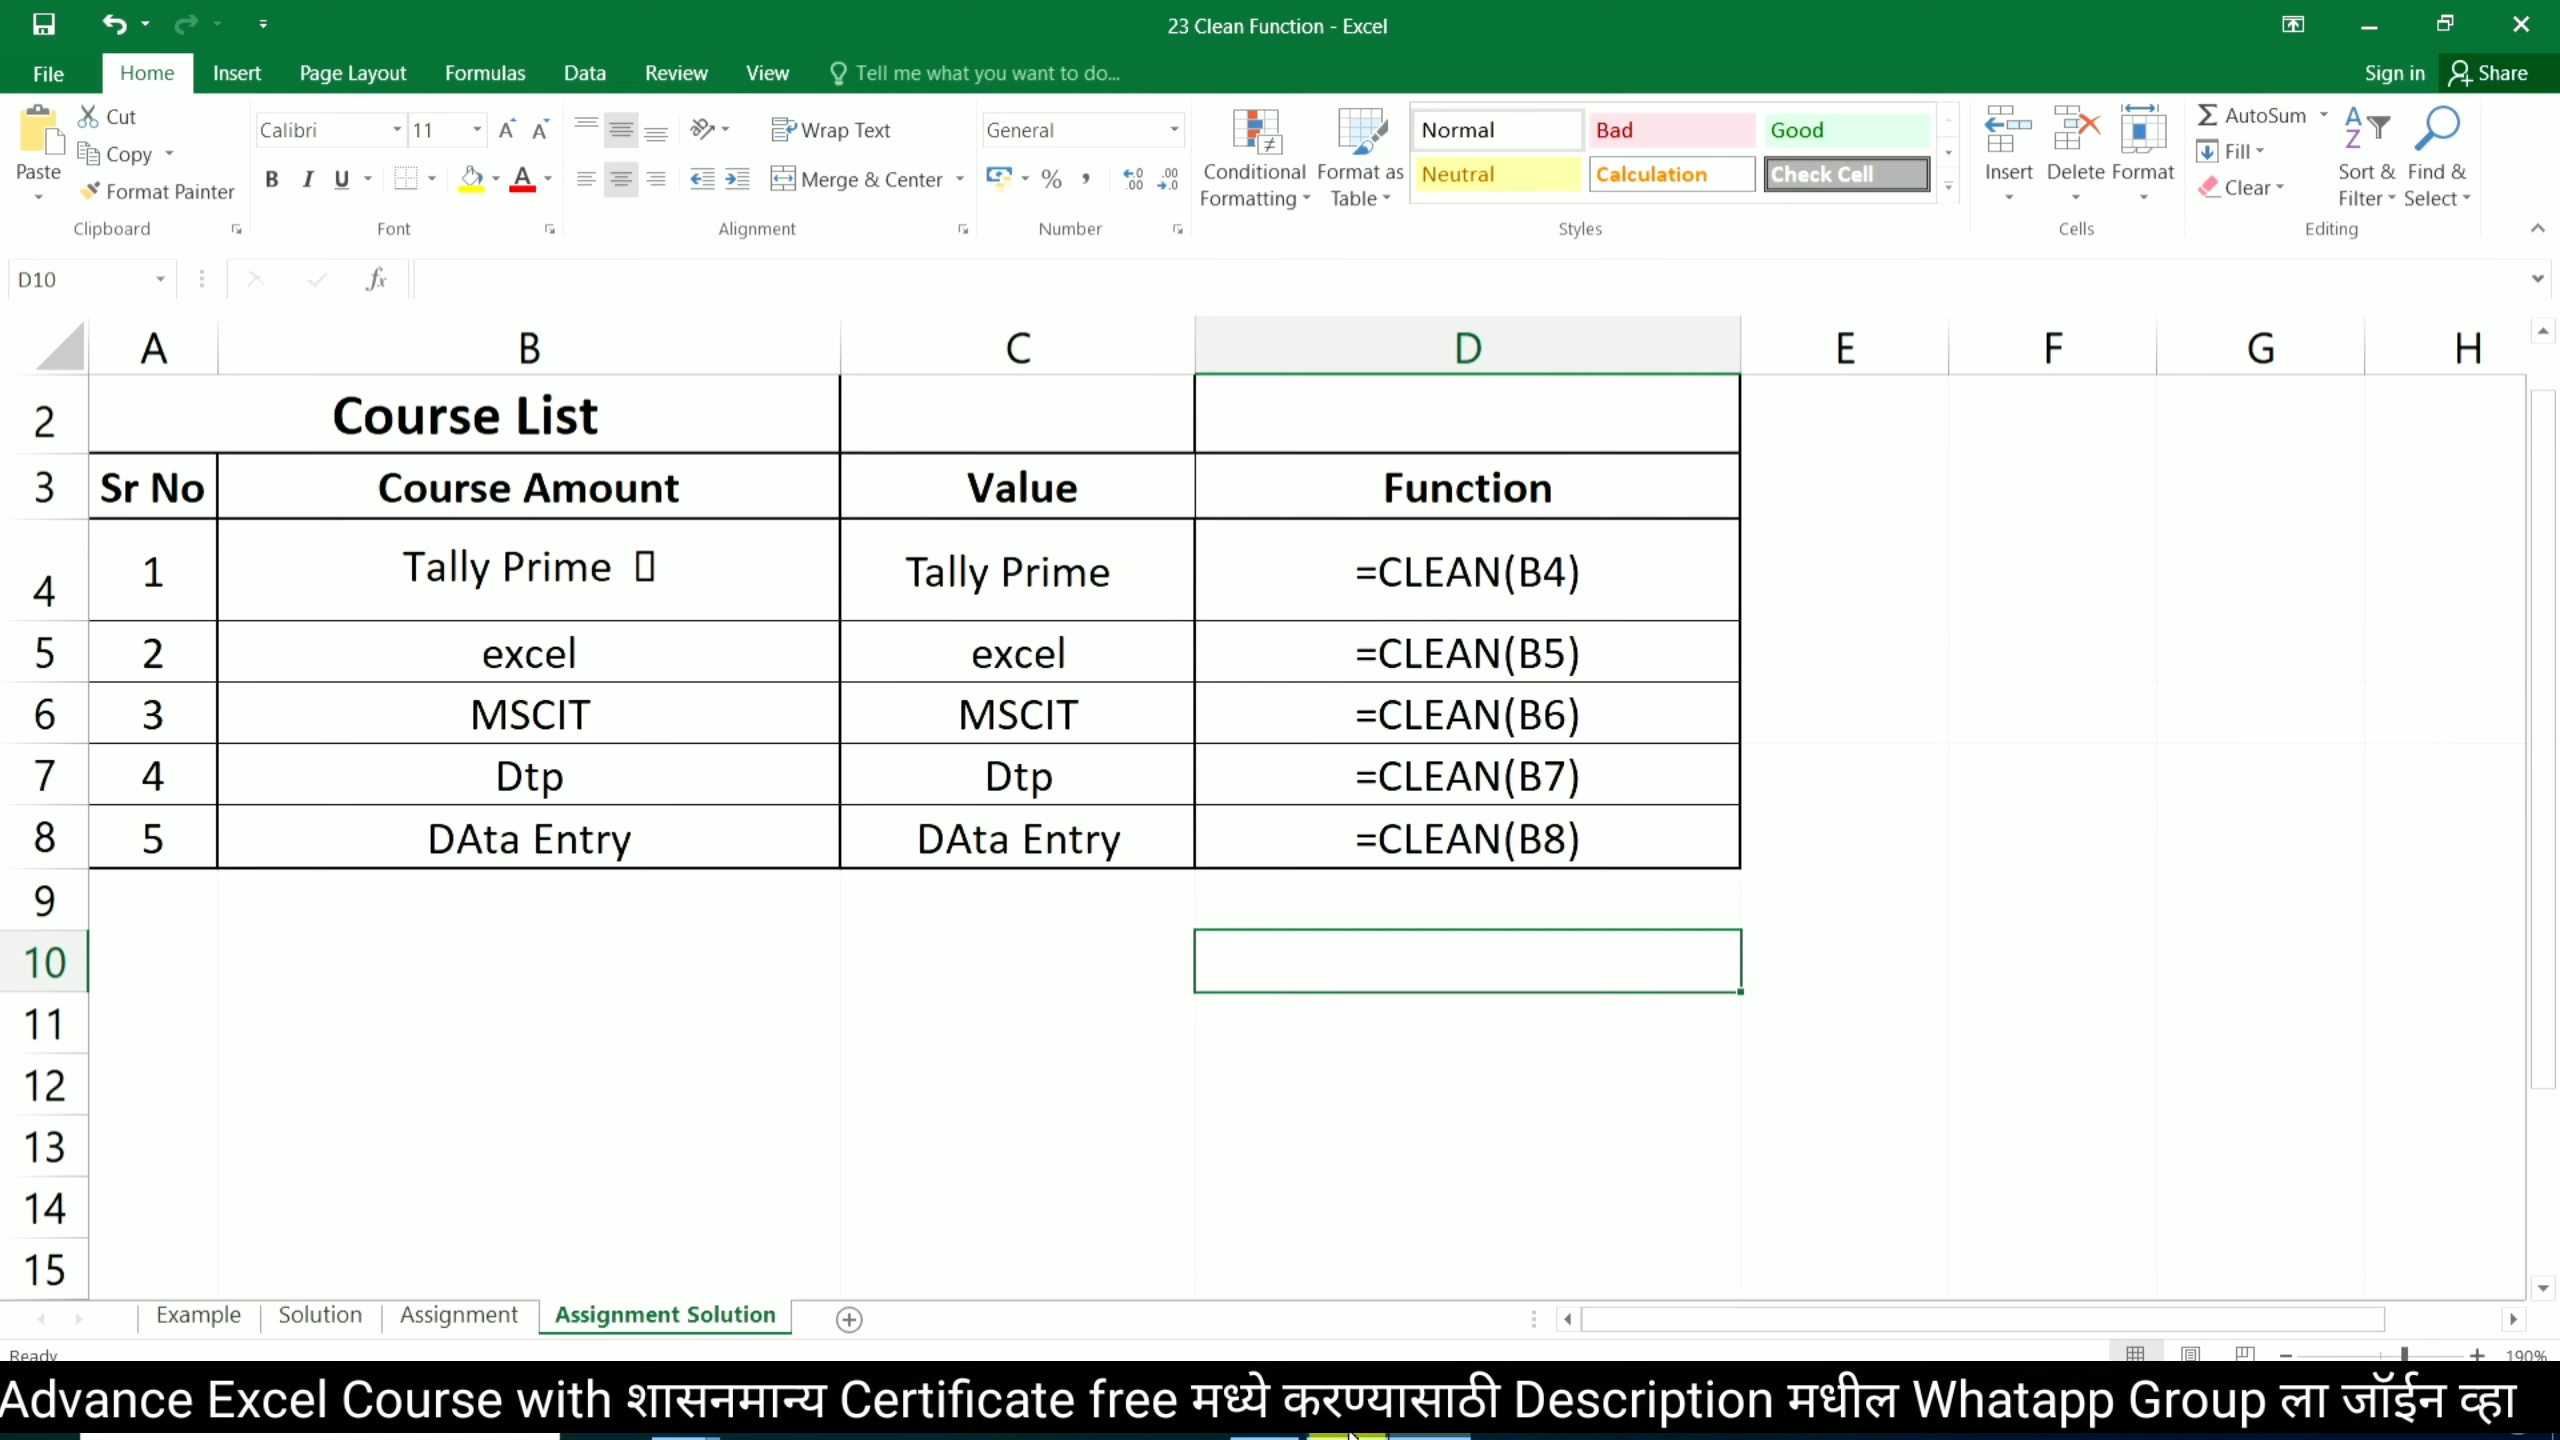 23 Clean Function - Excel
File Home Insert Page Layout Formulas Data Review View Tell me what you want to do... Sign in Share
Cut
Copy
Format Painter
Paste
Clipboard
Calibri 11
B I U
Font
Wrap Text
Merge & Center
Alignment
General
%
Number
Conditional Formatting
Format as Table
Normal Bad Good
Neutral Calculation Check Cell
Styles
Insert Delete Format
Cells
AutoSum
Fill
Clear
Sort & Filter
Find & Select
Editing
D10 fx
A B C D E F G H
2 Course List
3 Sr No Course Amount Value Function
4 1 Tally Prime Tally Prime =CLEAN(B4)
5 2 excel excel =CLEAN(B5)
6 3 MSCIT MSCIT =CLEAN(B6)
7 4 Dtp Dtp =CLEAN(B7)
8 5 DAta Entry DAta Entry =CLEAN(B8)
9
10
11
12
13
14
15
Example Solution Assignment Assignment Solution
Ready 190%
Advance Excel Course with शासनमान्य Certificate free मध्ये करण्यासाठी Description मधील Whatapp Group ला जॉईन व्हा